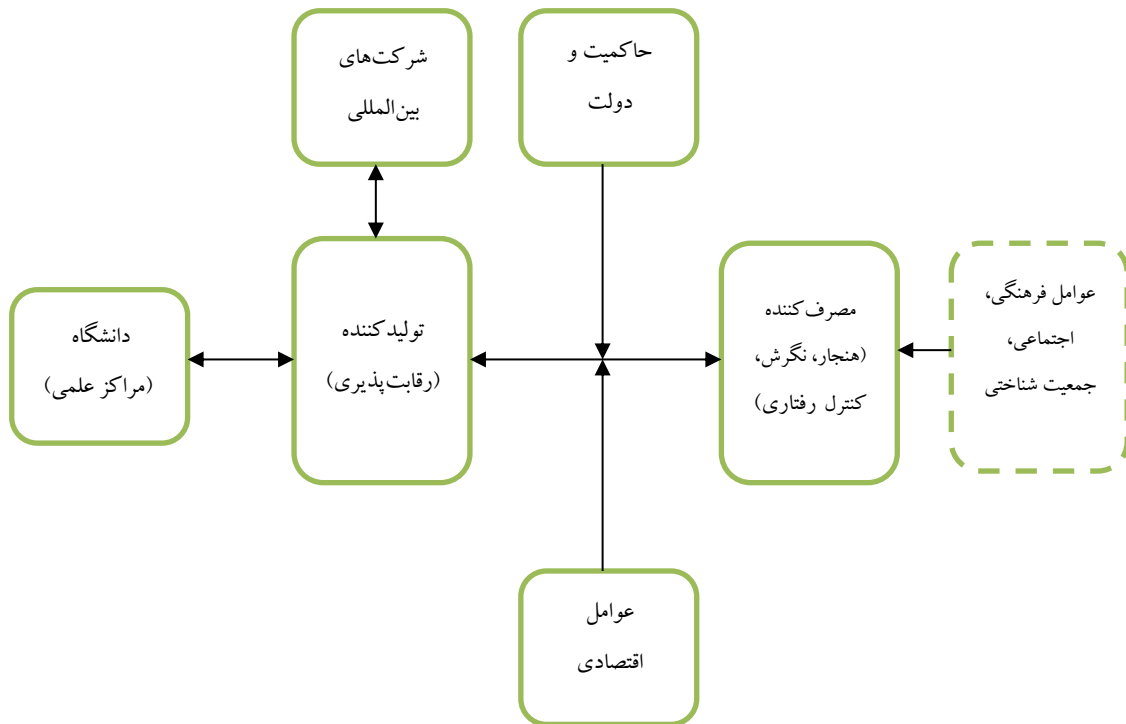 شرکت‌های
بین‌المللی
حاکمیت و
دولت
عوامل فرهنگی،
اجتماعی،
جمعیت شناختی
مصرف‌کننده
(هنجار، نگرش،
کنترل رفتاری)
تولیدکننده
(رقابت‌پذیری)
دانشگاه
(مراکز علمی)
عوامل
اقتصادی